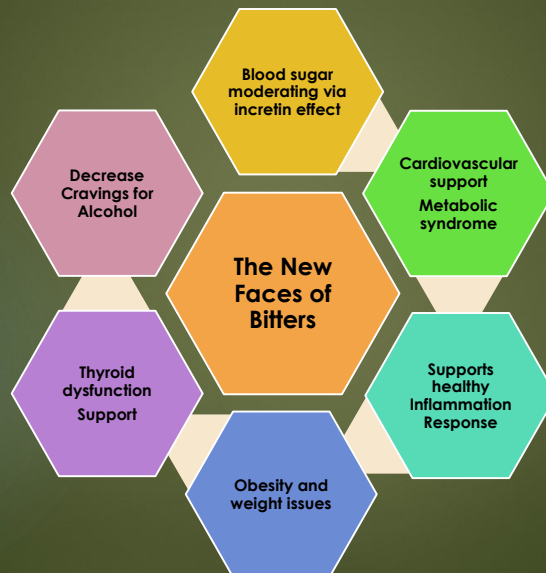 Blood sugar
moderating via
incretin effect
Cardiovascular
support
Metabolic
syndrome
Supports
healthy
Inflammation
Response
Obesity and
weight issues
Thyroid
dysfunction
Support
Decrease
Cravings for
Alcohol
The New
Faces of
Bitters